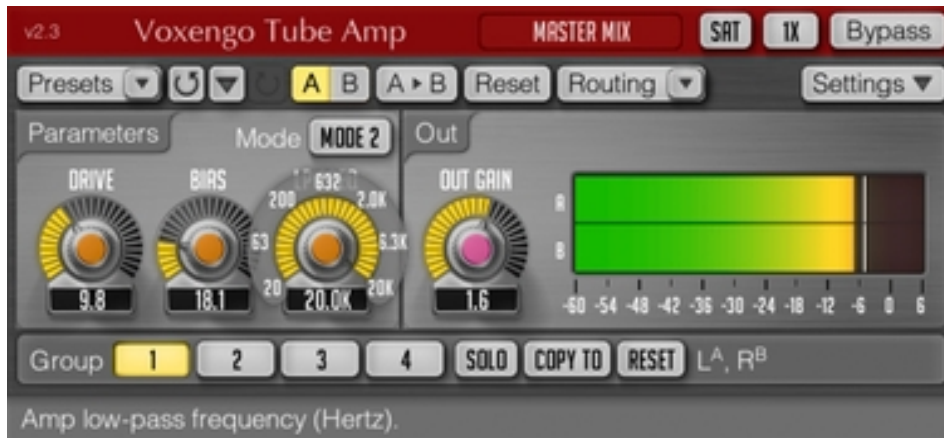 v2.3 Voxengo Tube Amp MASTER MIX SAT 1X Bypass
Presets A B A ▸ B Reset Routing Settings
Parameters Mode MODE 2 Out
DRIVE BIAS 632 OUT GAIN
200 2.0K
63 6.3K
20 20K
9.8 18.1 20.0K 1.6
A
B
-60 -54 -48 -42 -36 -30 -24 -18 -12 -6 0 6
Group 1 2 3 4 SOLO COPY TO RESET Lᴬ, Rᴮ
Amp low-pass frequency (Hertz).